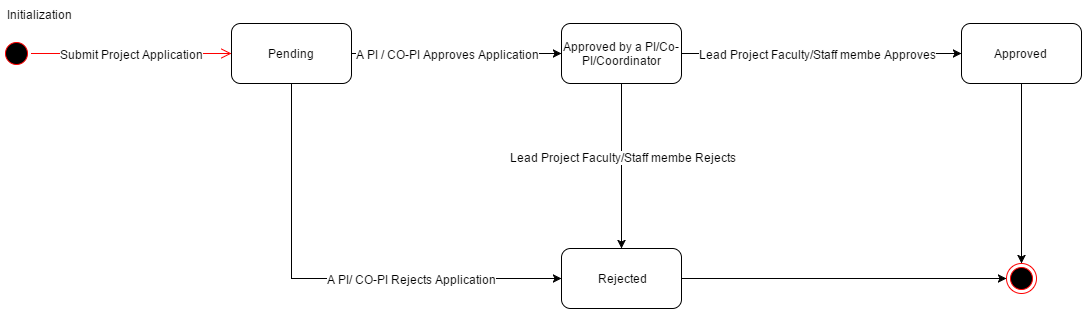 Initialization
Submit Project Application
Pending
A PI / CO-PI Approves Application
Approved by a PI/Co-
PI/Coordinator
Lead Project Faculty/Staff membe Approves
Approved
Lead Project Faculty/Staff membe Rejects
A PI/ CO-PI Rejects Application
Rejected